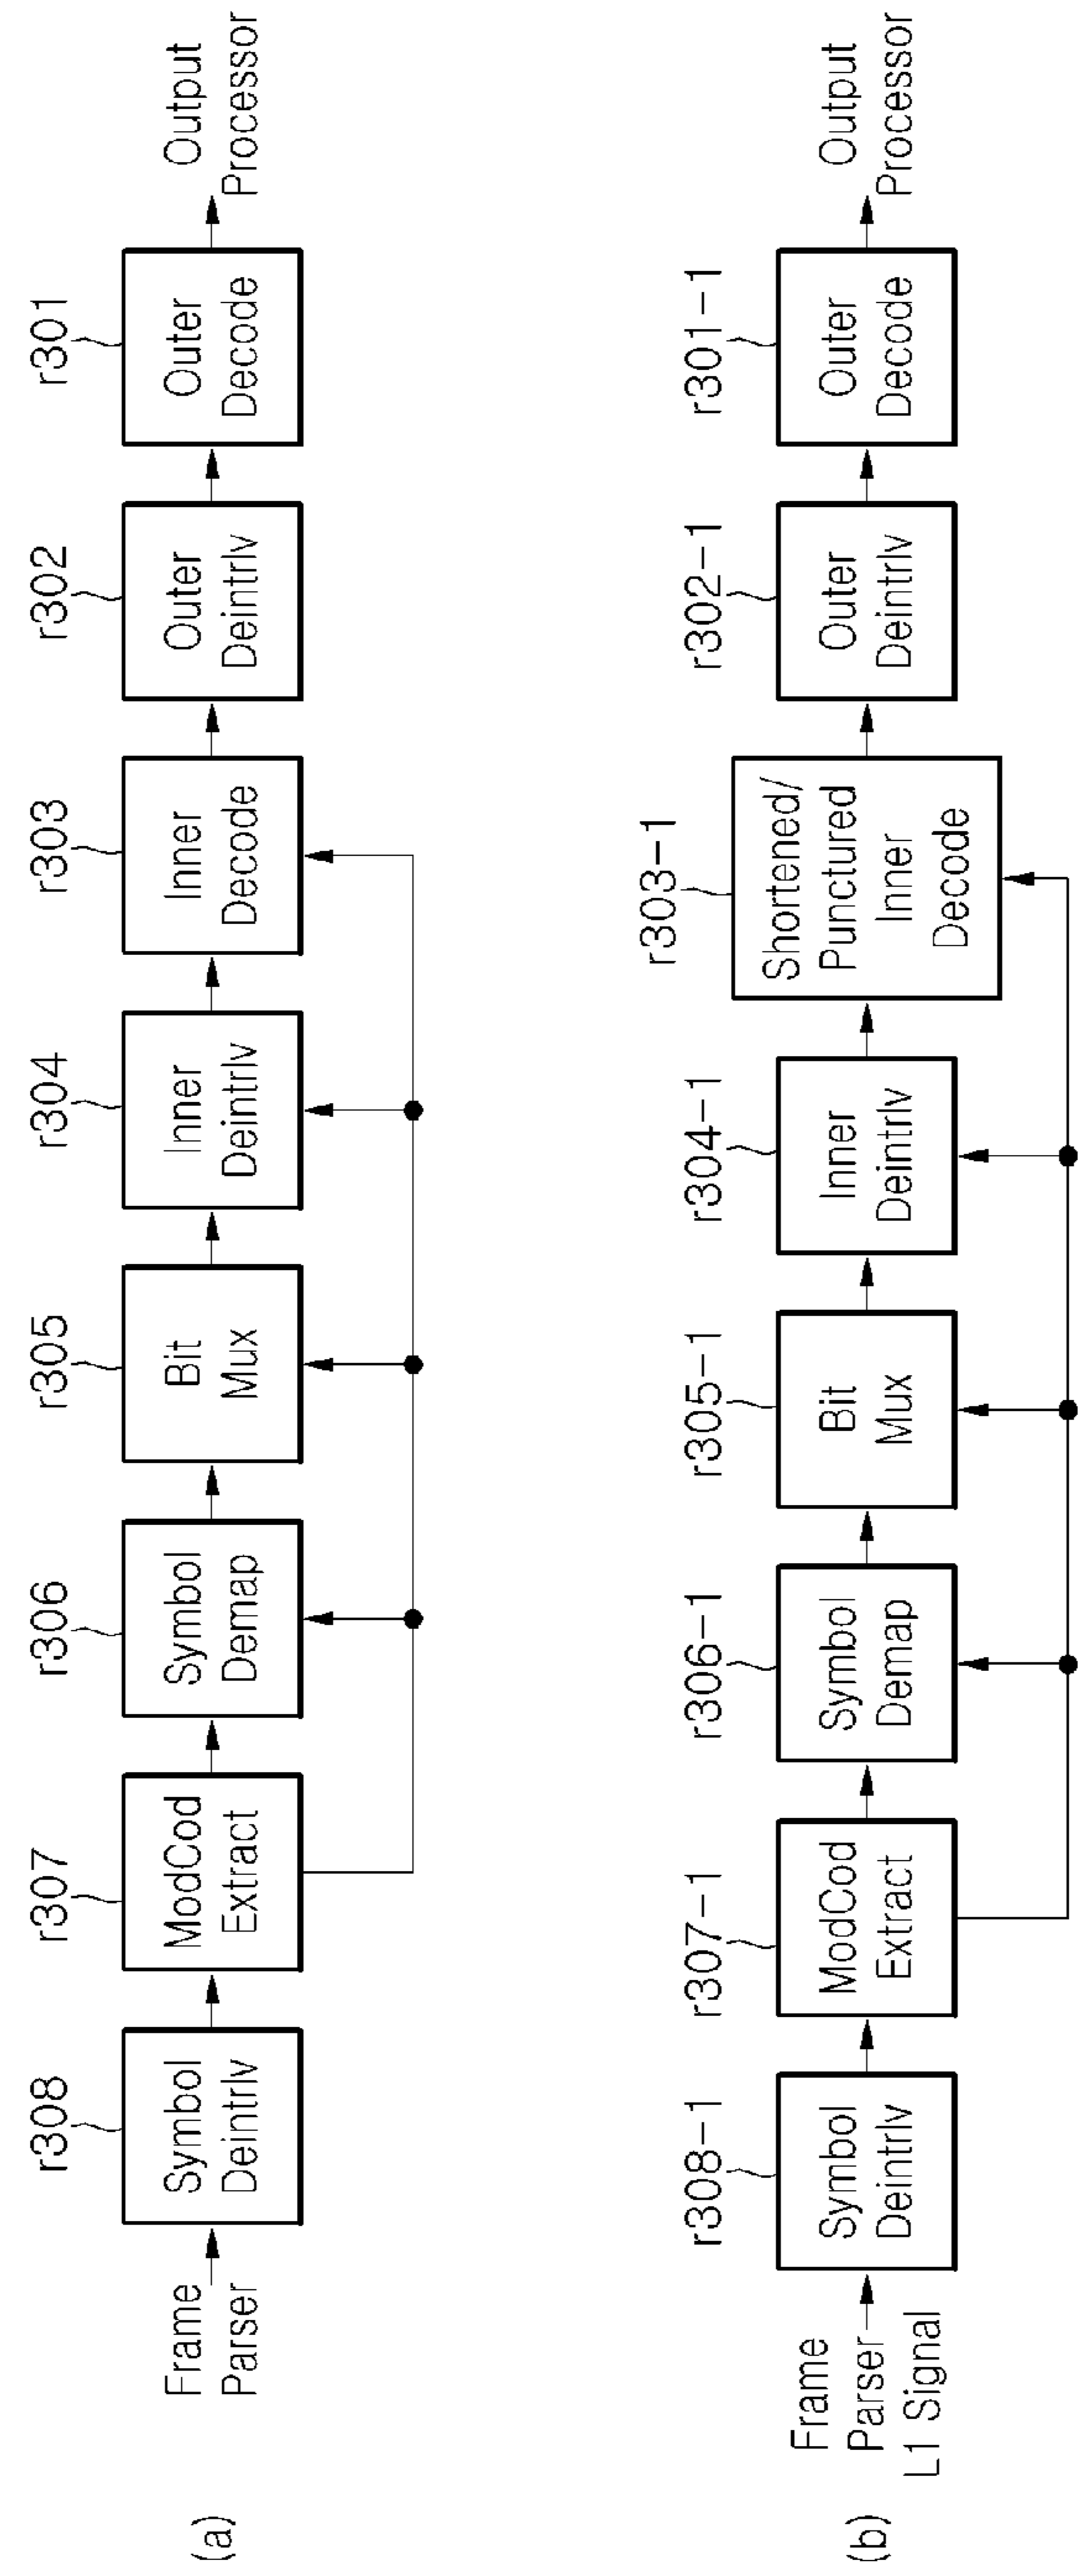 (a)
Frame
Parser
r308
Symbol
Deintrlv
r307
ModCod
Extract
r306
Symbol
Demap
r305
Bit
Mux
r304
Inner
Deintrlv
r303
Inner
Decode
r302
Outer
Deintrlv
r301
Outer
Decode
Output
Processor
(b)
Frame
Parser
L1 Signal
r308-1
Symbol
Deintrlv
r307-1
ModCod
Extract
r306-1
Symbol
Demap
r305-1
Bit
Mux
r304-1
Inner
Deintrlv
r303-1
Shortened/
Punctured
Inner
Decode
r302-1
Outer
Deintrlv
r301-1
Outer
Decode
Output
Processor